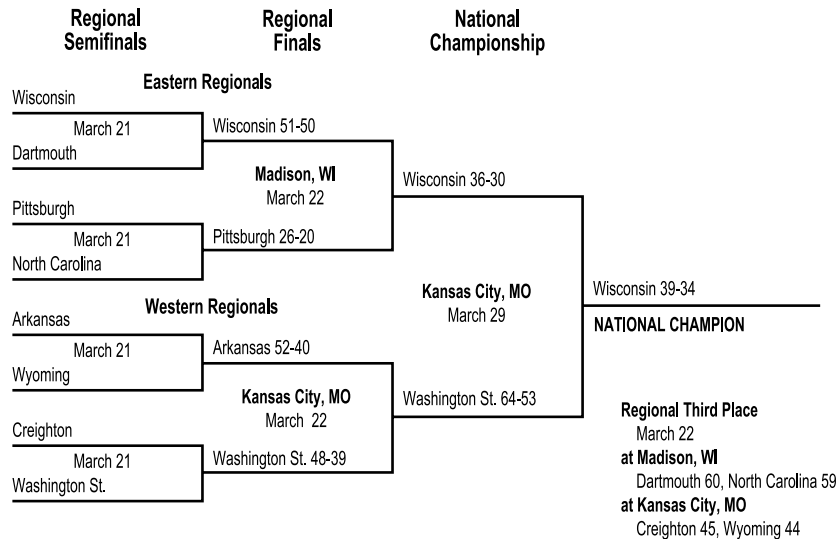 Regional Semifinals
Regional Finals
National Championship
Eastern Regionals
Wisconsin
March 21
Dartmouth
Wisconsin 51-50
Madison, WI
March 22
Pittsburgh
March 21
North Carolina
Pittsburgh 26-20
Wisconsin 36-30
Kansas City, MO
March 29
Wisconsin 39-34
NATIONAL CHAMPION
Western Regionals
Arkansas
March 21
Wyoming
Arkansas 52-40
Kansas City, MO
March 22
Creighton
March 21
Washington St.
Washington St. 48-39
Washington St. 64-53
Regional Third Place
March 22
at Madison, WI
Dartmouth 60, North Carolina 59
at Kansas City, MO
Creighton 45, Wyoming 44